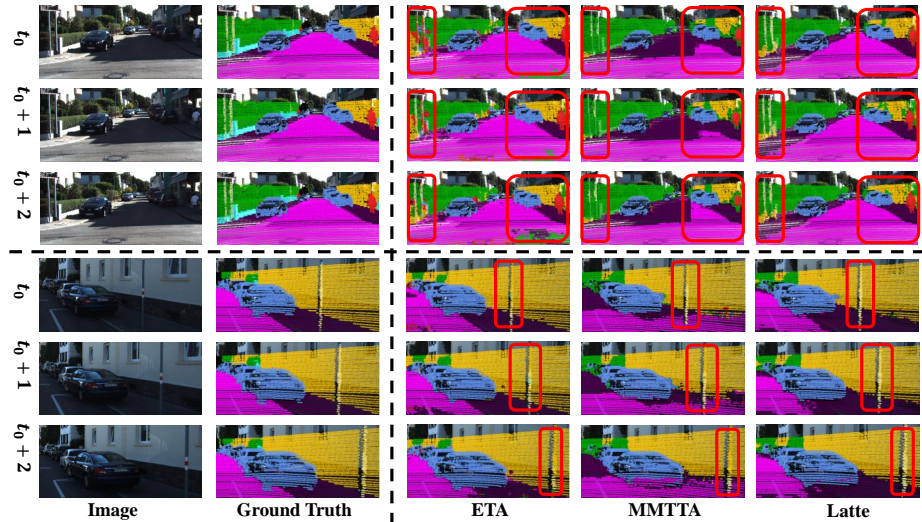 t0
t0 + 1
t0 + 2
t0
t0 + 1
t0 + 2
Image Ground Truth ETA MMTTA Latte